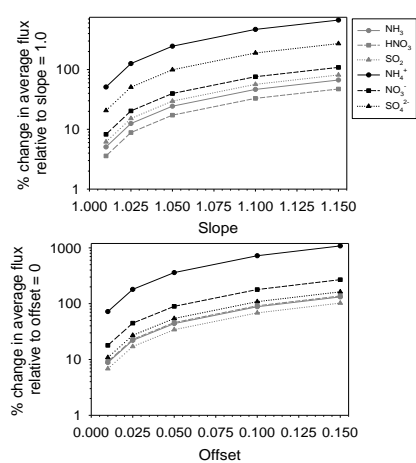 % change in average flux
relative to slope = 1.0
100
10
1
1.000 1.025 1.050 1.075 1.100 1.125 1.150
Slope
NH₃
HNO₃
SO₂
NH₄⁺
NO₃⁻
SO₄²⁻
% change in average flux
relative to offset = 0
1000
100
10
1
0.000 0.025 0.050 0.075 0.100 0.125 0.150
Offset